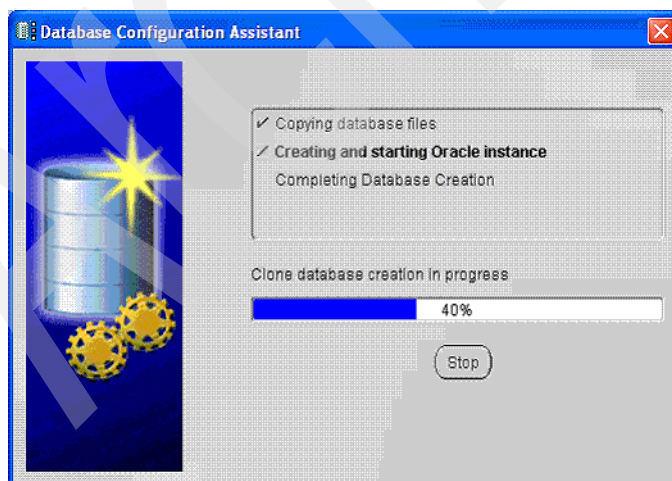 Database Configuration Assistant
Copying database files
Creating and starting Oracle instance
Completing Database Creation
Clone database creation in progress
40%
Stop